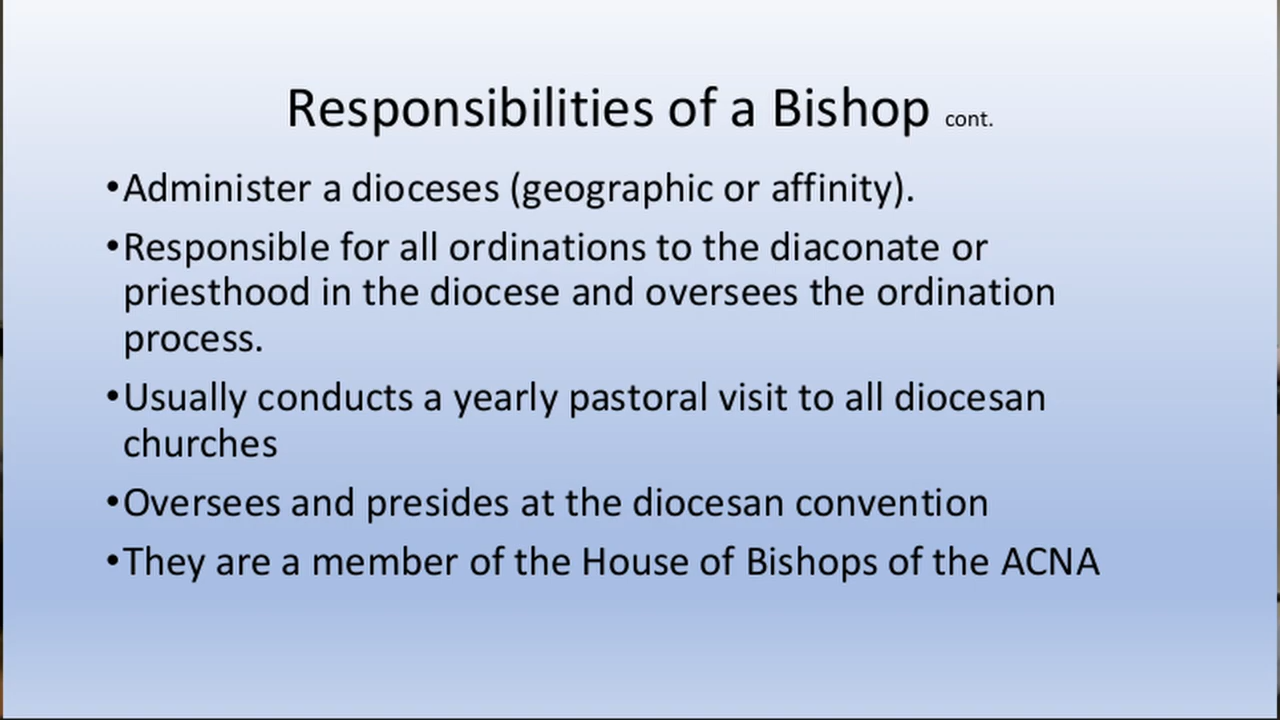 Responsibilities of a Bishop cont.
•Administer a dioceses (geographic or affinity).
•Responsible for all ordinations to the diaconate or
priesthood in the diocese and oversees the ordination
process.
•Usually conducts a yearly pastoral visit to all diocesan
churches
•Oversees and presides at the diocesan convention
•They are a member of the House of Bishops of the ACNA